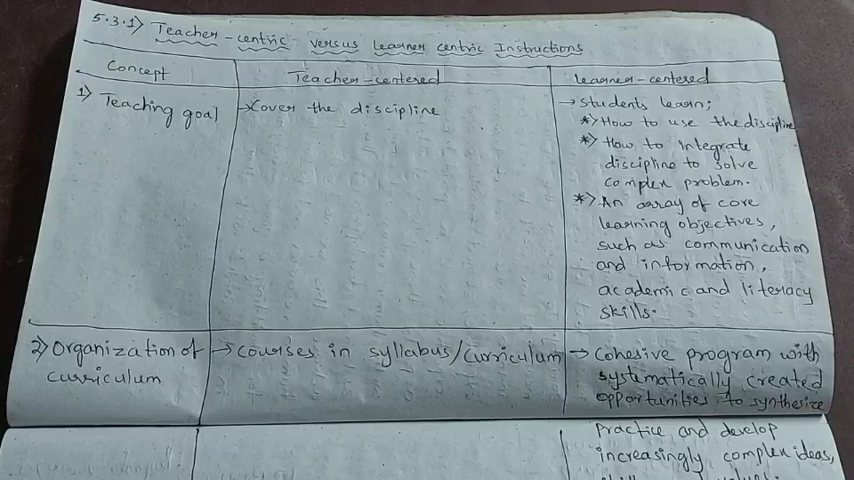 5.3.1) Teacher-centric versus learner centric Instructions
Concept
Teacher-centered
learner-centered
1) Teaching goal
→ Cover the discipline
→ Students learn;
*) How to use the discipline
*) How to integrate
discipline to solve
complex problem.
*) An array of core
learning objectives,
such as communication
and information,
academic and literacy
skills.
2) Organization of
curriculum
→ courses in syllabus/curriculum
→ cohesive program with
systematically created
opportunities to synthesize
Practice and develop
increasingly complex ideas,